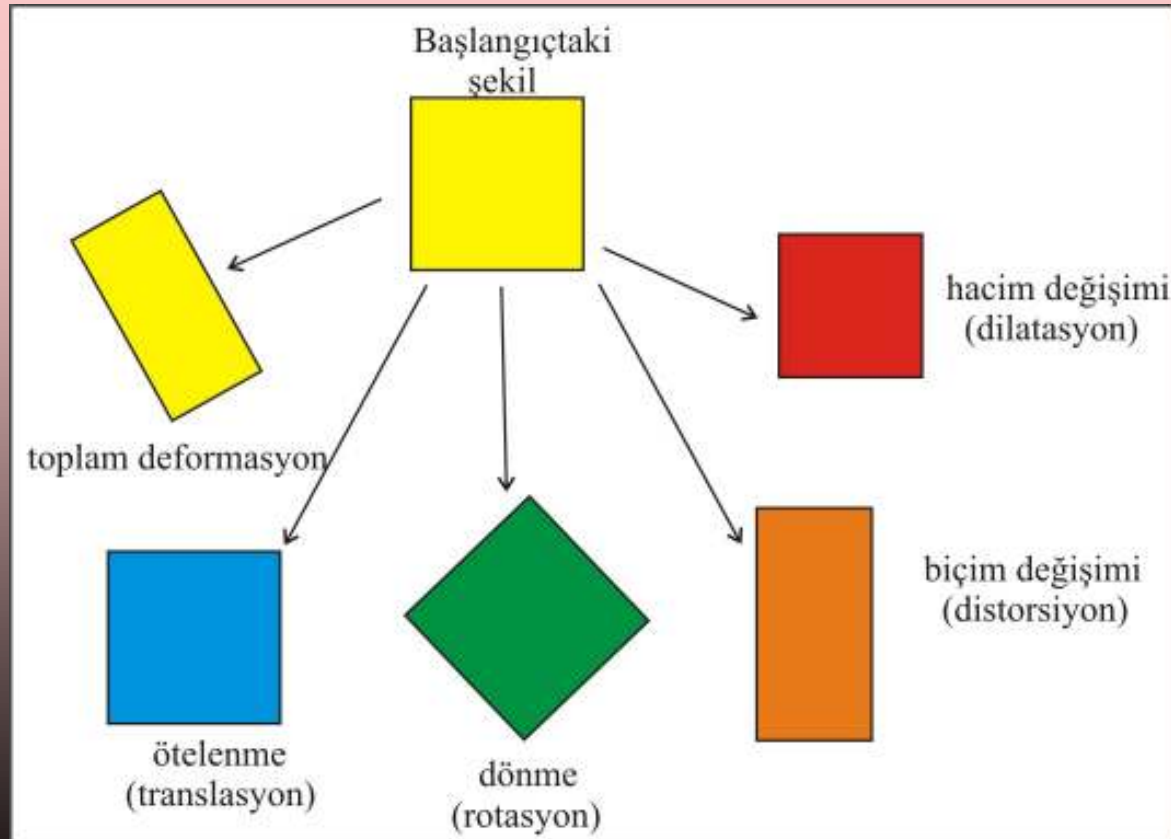 Başlangıçtaki
şekil
hacim değişimi
(dilatasyon)
toplam deformasyon
biçim değişimi
(distorsiyon)
ötelenme
(translasyon)
dönme
(rotasyon)